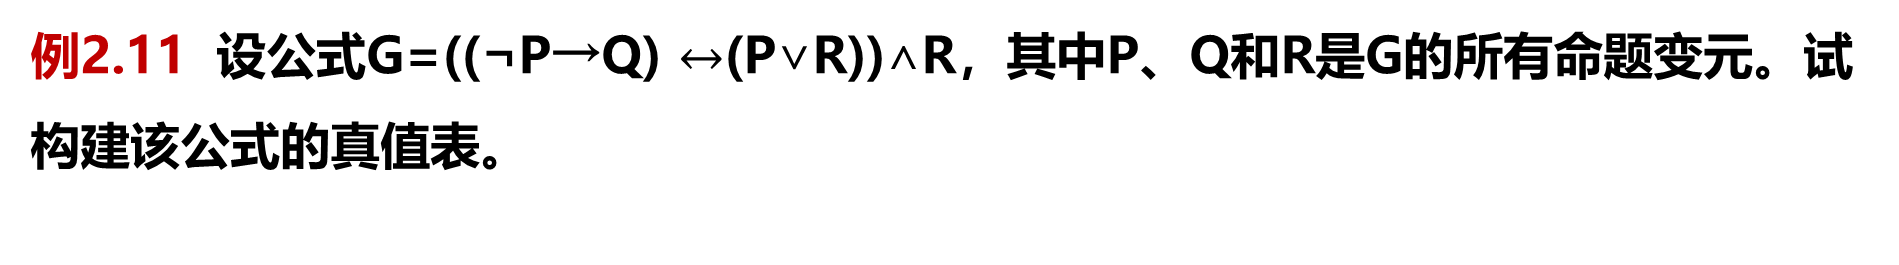 例2.11 设公式G=((¬P→Q) ↔(P∨R))∧R，其中P、Q和R是G的所有命题变元。试
构建该公式的真值表。